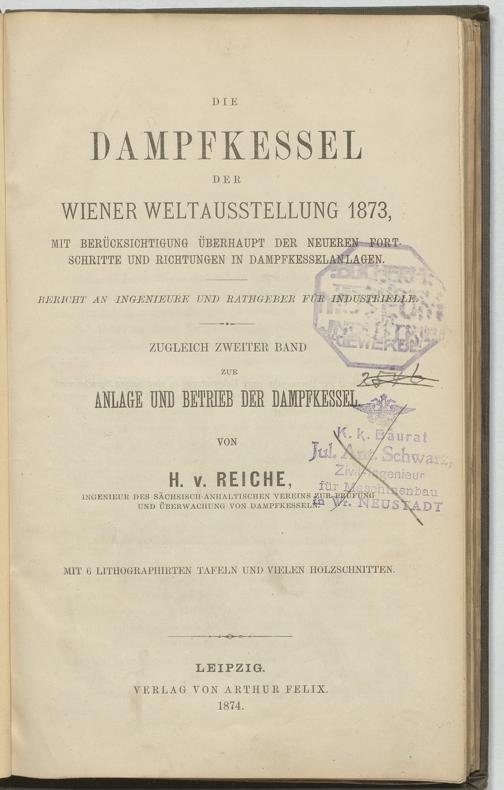 DIE
DAMPFKESSEL
DER
WIENER WELTAUSSTELLUNG 1873,
MIT BERÜCKSICHTIGUNG ÜBERHAUPT DER NEUEREN FORT-
SCHRITTE UND RICHTUNGEN IN DAMPFKESSELANLAGEN.
BERICHT AN INGENIEURE UND RATHGEBER FÜR INDUSTRIELLE.
ZUGLEICH ZWEITER BAND
ZUR
ANLAGE UND BETRIEB DER DAMPFKESSEL.
VON
H. v. REICHE,
INGENIEUR DES SÄCHSISCH-ANHALTISCHEN VEREINS ZUR PRÜFUNG
UND ÜBERWACHUNG VON DAMPFKESSELN.
MIT 6 LITHOGRAPHIRTEN TAFELN UND VIELEN HOLZSCHNITTEN.
LEIPZIG.
VERLAG VON ARTHUR FELIX.
1874.
K. k. Baurat
Jul. Ant. Schwarz,
Zivilingenieur
für Maschinenbau
in Wr. NEUSTADT